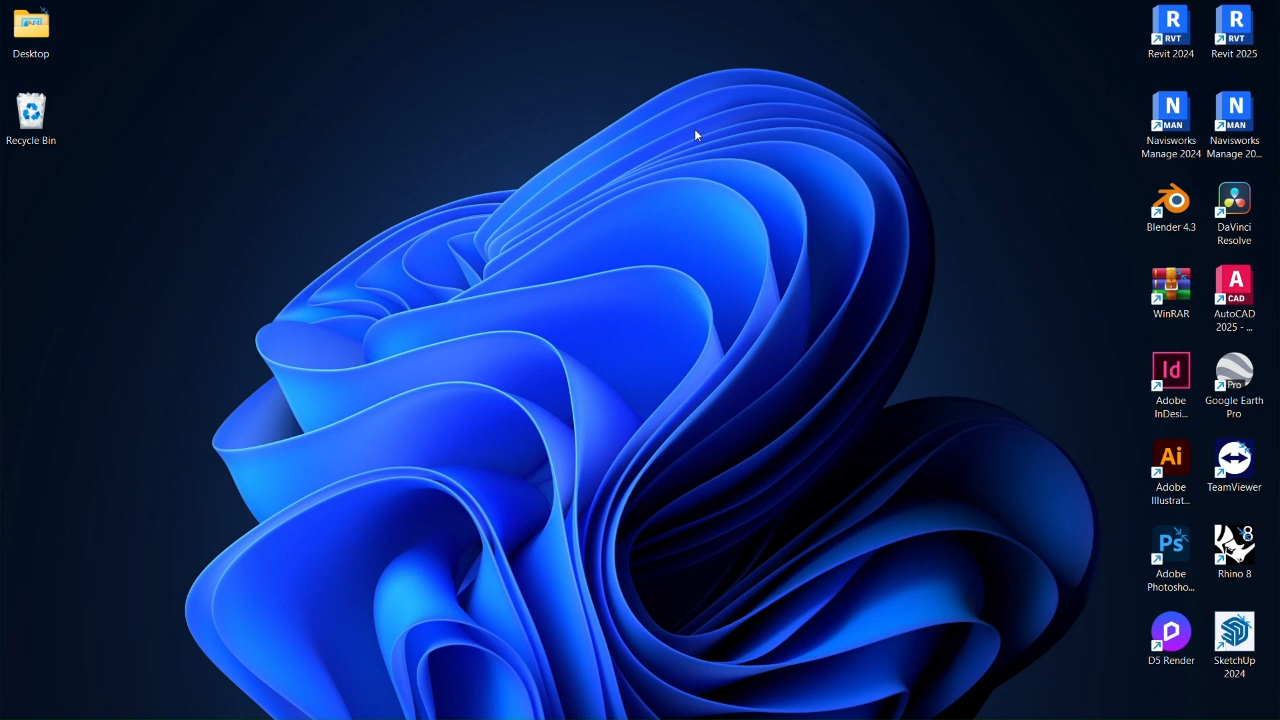 Desktop
Recycle Bin
R
RVT
Revit 2024
R
RVT
Revit 2025
N
MAN
Navisworks
Manage 2024
N
MAN
Navisworks
Manage 20...
Blender 4.3
DaVinci
Resolve
WinRAR
A
CAD
AutoCAD
2025 - ...
Id
Adobe
InDesi...
Pro
Google Earth
Pro
Ai
Adobe
Illustrat...
TeamViewer
Ps
Adobe
Photosho...
8
Rhino 8
D5 Render
SketchUp
2024